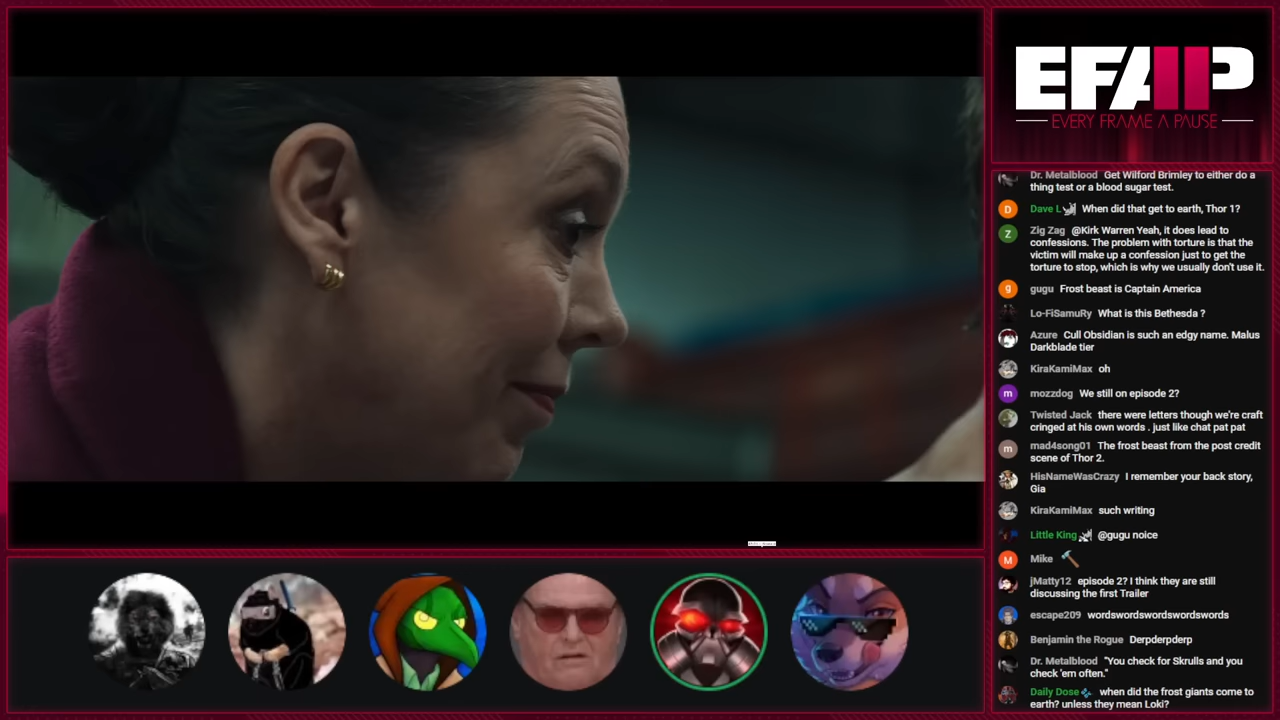 EFAP
EVERY FRAME A PAUSE
Dr. Metalblood Get Wilford Brimley to either do a
thing test or a blood sugar test.
Dave L When did that get to earth, Thor 1?
Zig Zag @Kirk Warren Yeah, it does lead to
confessions. The problem with torture is that the
victim will make up a confession just to get the
torture to stop, which is why we usually don't use it.
gugu Frost beast is Captain America
Lo-FiSamuRy What is this Bethesda ?
Azure Cull Obsidian is such an edgy name. Malus
Darkblade tier
KiraKamiMax oh
mozzdog We still on episode 2?
Twisted Jack there were letters though we're craft
cringed at his own words . just like chat pat pat
mad4song01 The frost beast from the post credit
scene of Thor 2.
HisNameWasCrazy I remember your back story,
Gia
KiraKamiMax such writing
Little King @gugu noice
Mike
jMatty12 episode 2? I think they are still
discussing the first Trailer
escape209 wordswordswordswordswords
Benjamin the Rogue Derpderpderp
Dr. Metalblood "You check for Skrulls and you
check 'em often."
Daily Dose when did the frost giants come to
earth? unless they mean Loki?
D
Z
g
m
m
M